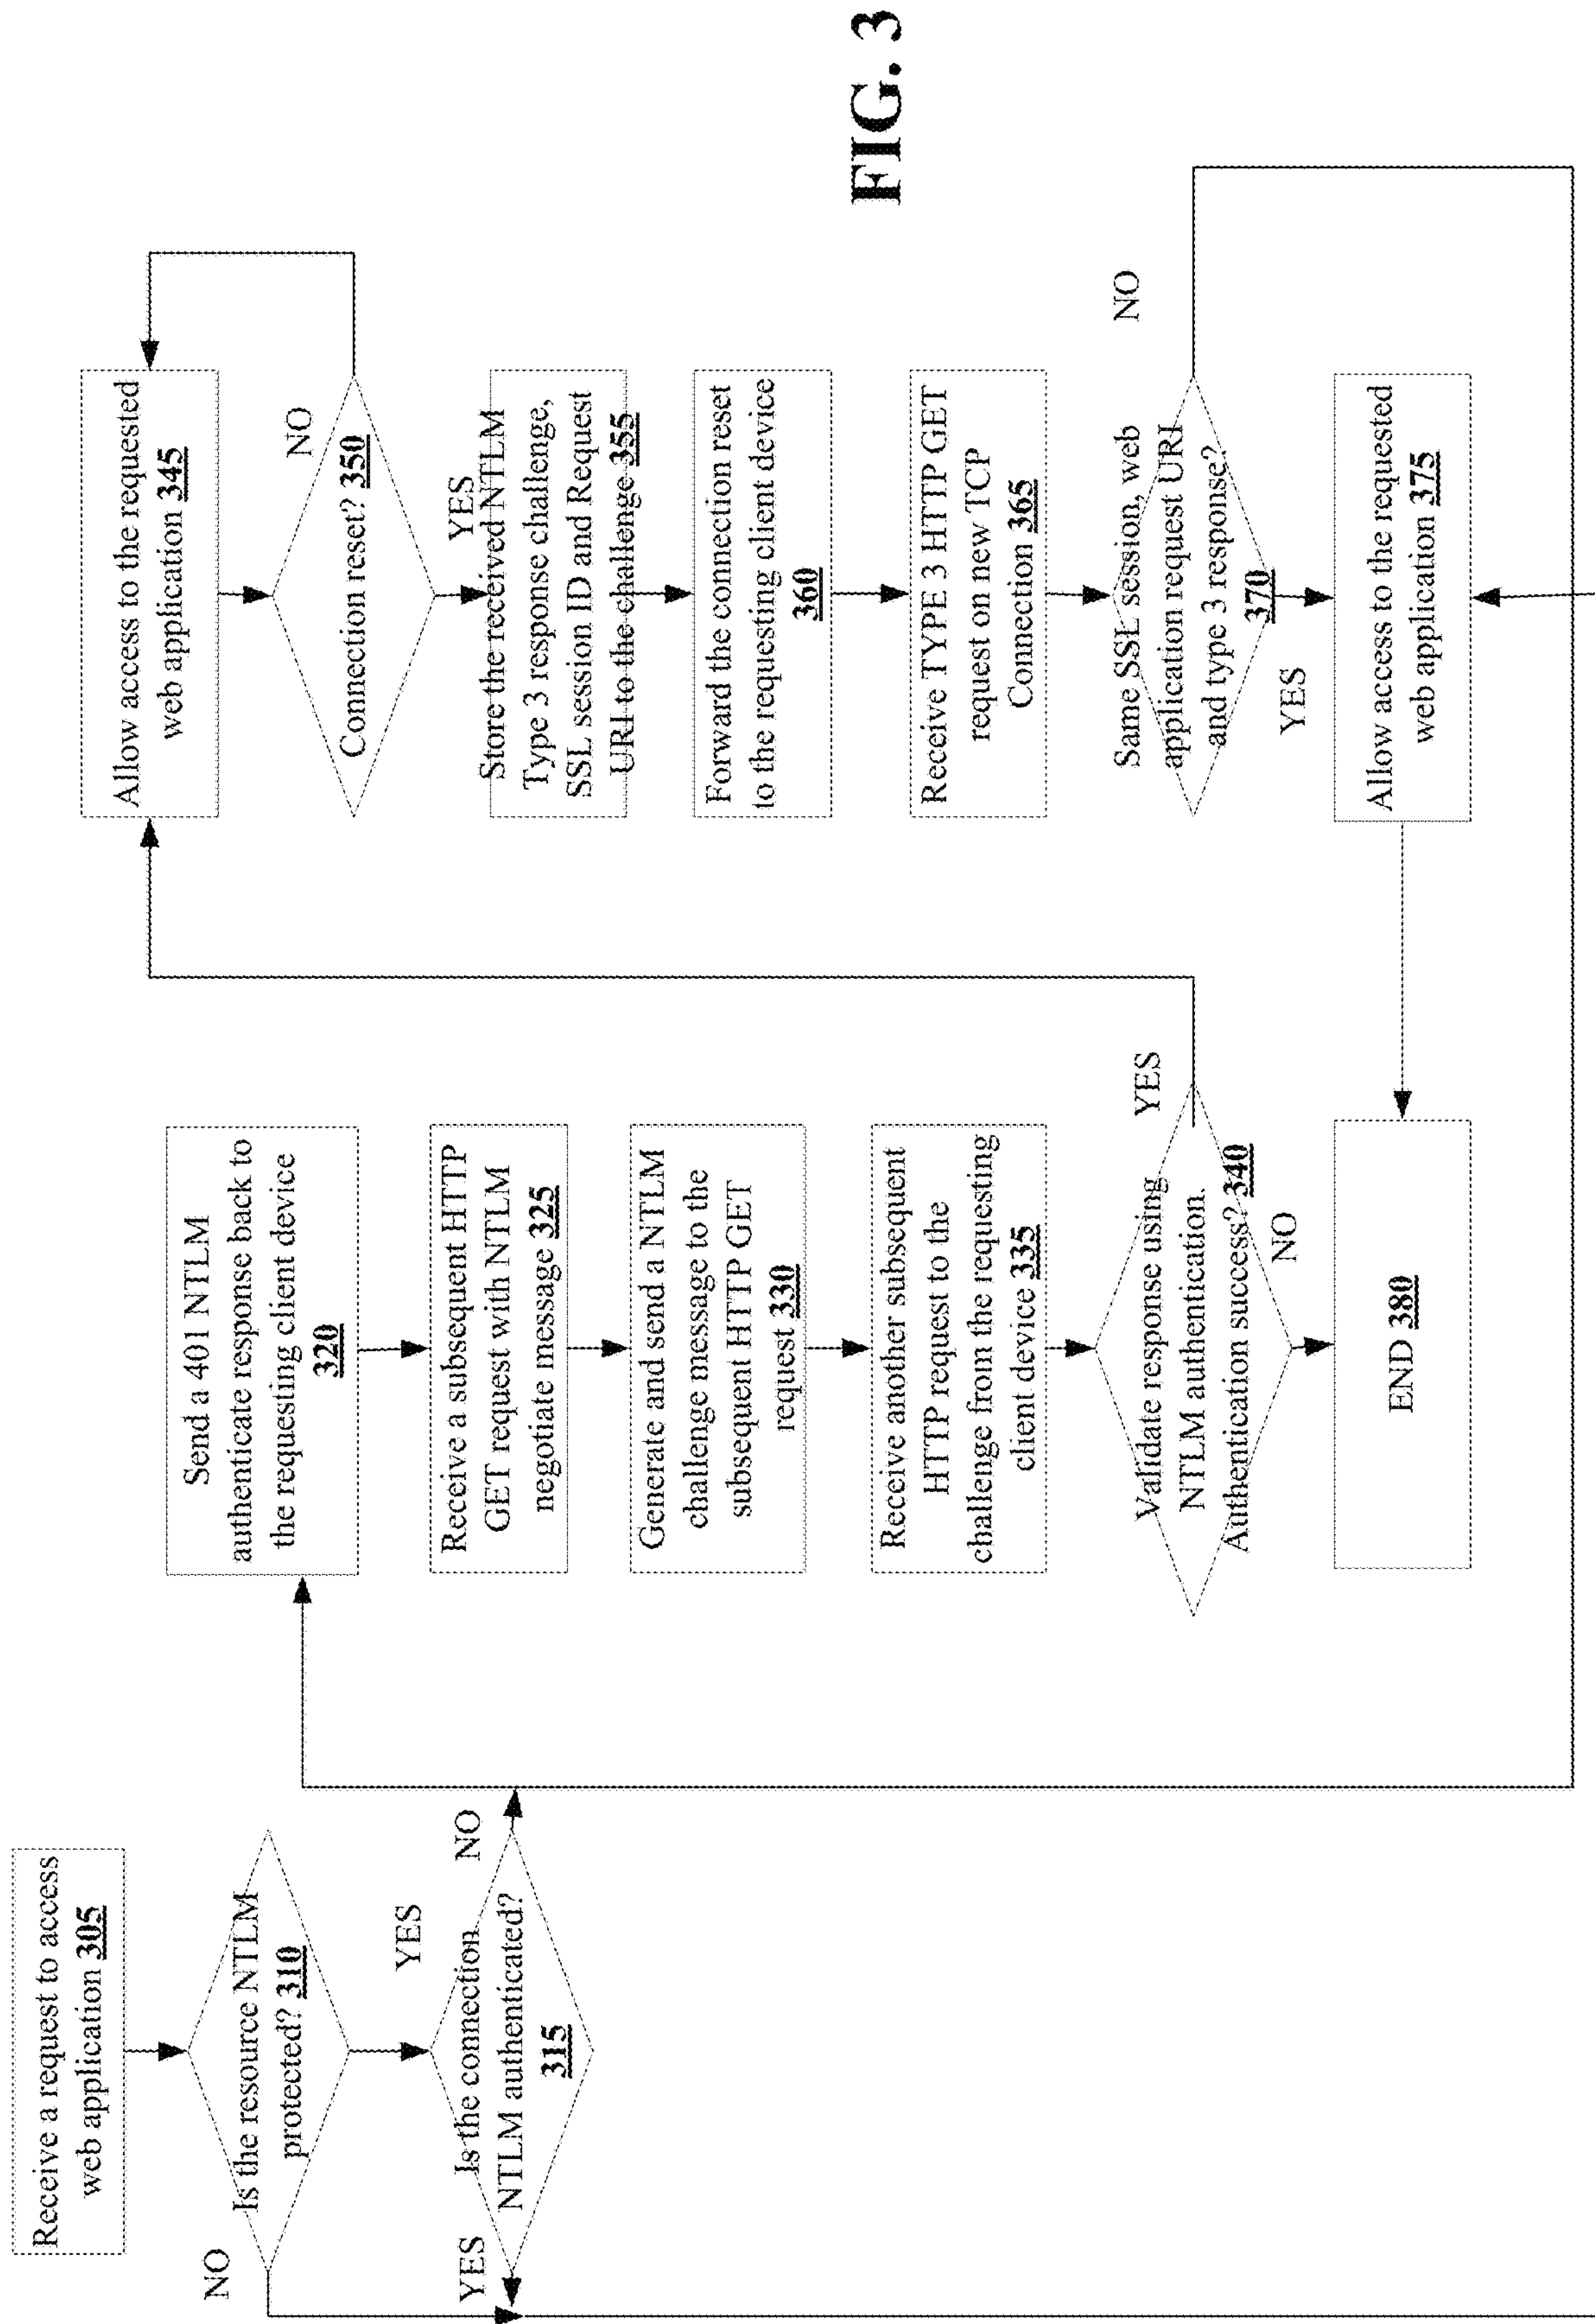 Receive a request to access
web application 305
Is the resource NTLM
protected? 310
NO
YES
Is the connection
NTLM authenticated?
315
YES
NO
Send a 401 NTLM
authenticate response back to
the requesting client device
320
Receive a subsequent HTTP
GET request with NTLM
negotiate message 325
Generate and send a NTLM
challenge message to the
subsequent HTTP GET
request 330
Receive another subsequent
HTTP request to the
challenge from the requesting
client device 335
Validate response using
NTLM authentication.
Authentication success? 340
YES
NO
END 380
Allow access to the requested
web application 345
Connection reset? 350
NO
YES
Store the received NTLM
Type 3 response challenge,
SSL session ID and Request
URI to the challenge 355
Forward the connection reset
to the requesting client device
360
Receive TYPE 3 HTTP GET
request on new TCP
Connection 365
Same SSL session, web
application request URI
and type 3 response?
370
NO
YES
Allow access to the requested
web application 375
FIG. 3